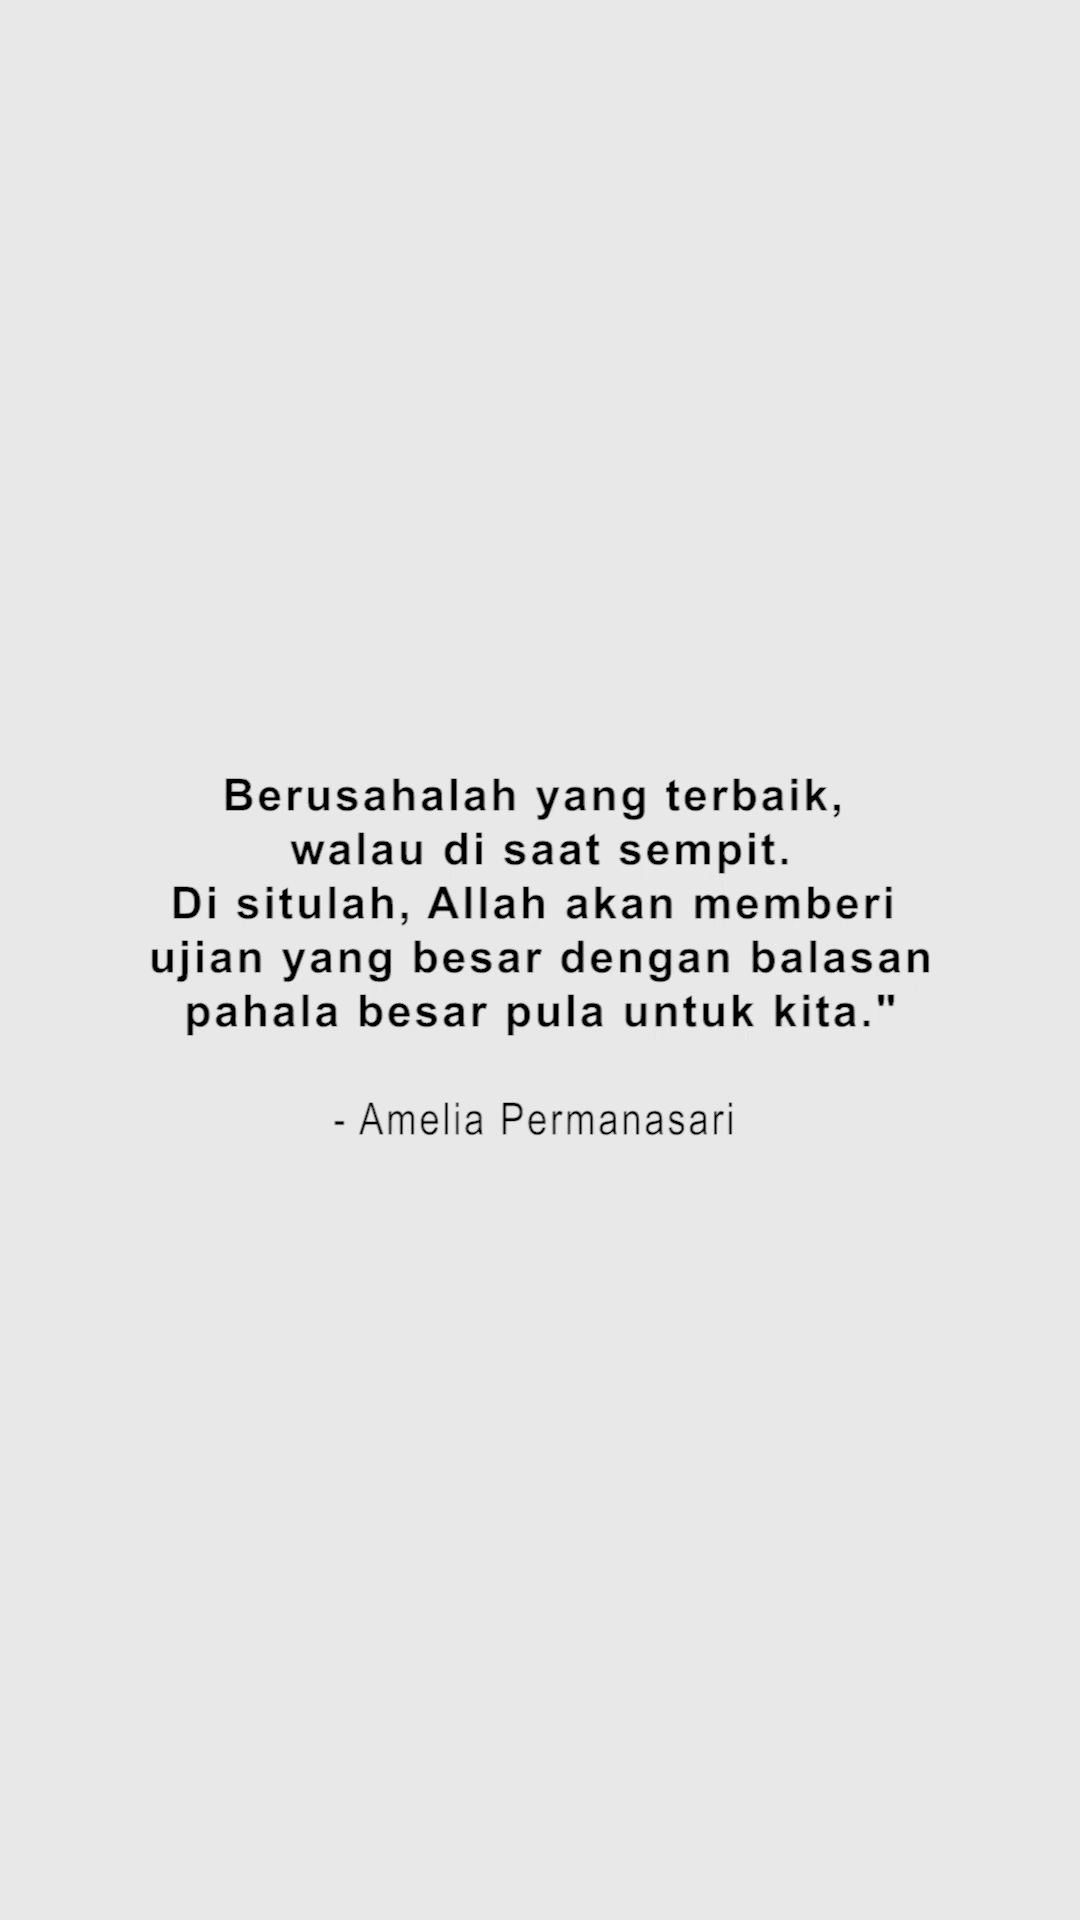 Berusahalah yang terbaik,
walau di saat sempit.
Di situlah, Allah akan memberi
ujian yang besar dengan balasan
pahala besar pula untuk kita."
- Amelia Permanasari